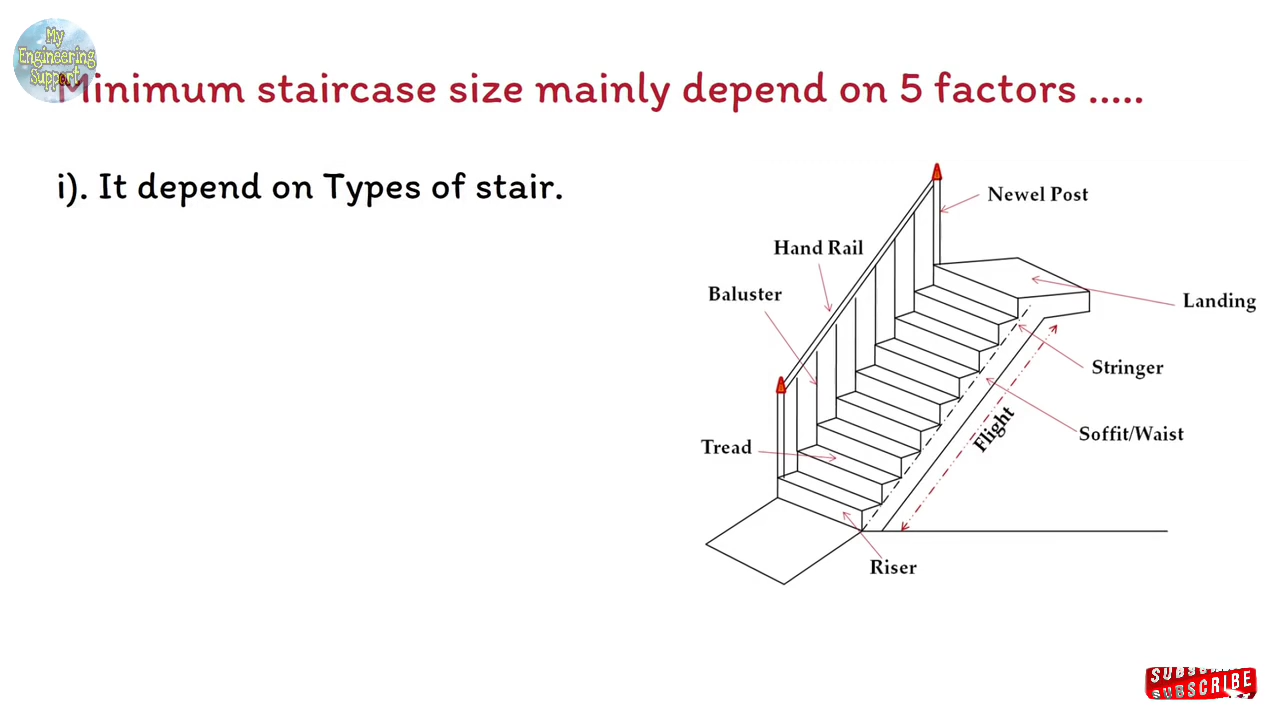 My
Engineering
Support
Minimum staircase size mainly depend on 5 factors .....
i). It depend on Types of stair.
Newel Post
Hand Rail
Baluster
Landing
Stringer
Flight
Soffit/Waist
Tread
Riser
SUBSCRIBE